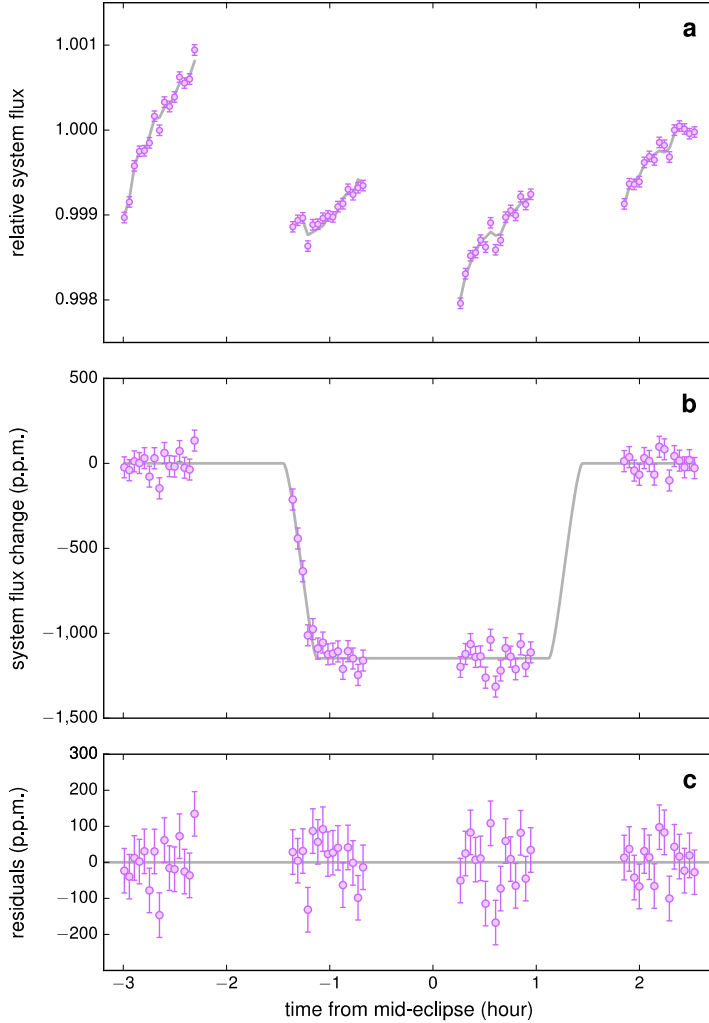 a
1.001
1.000
0.999
0.998
relative system flux
b
500
0
−500
−1,000
−1,500
system flux change (p.p.m.)
c
300
200
100
0
−100
−200
residuals (p.p.m.)
−3 −2 −1 0 1 2
time from mid-eclipse (hour)